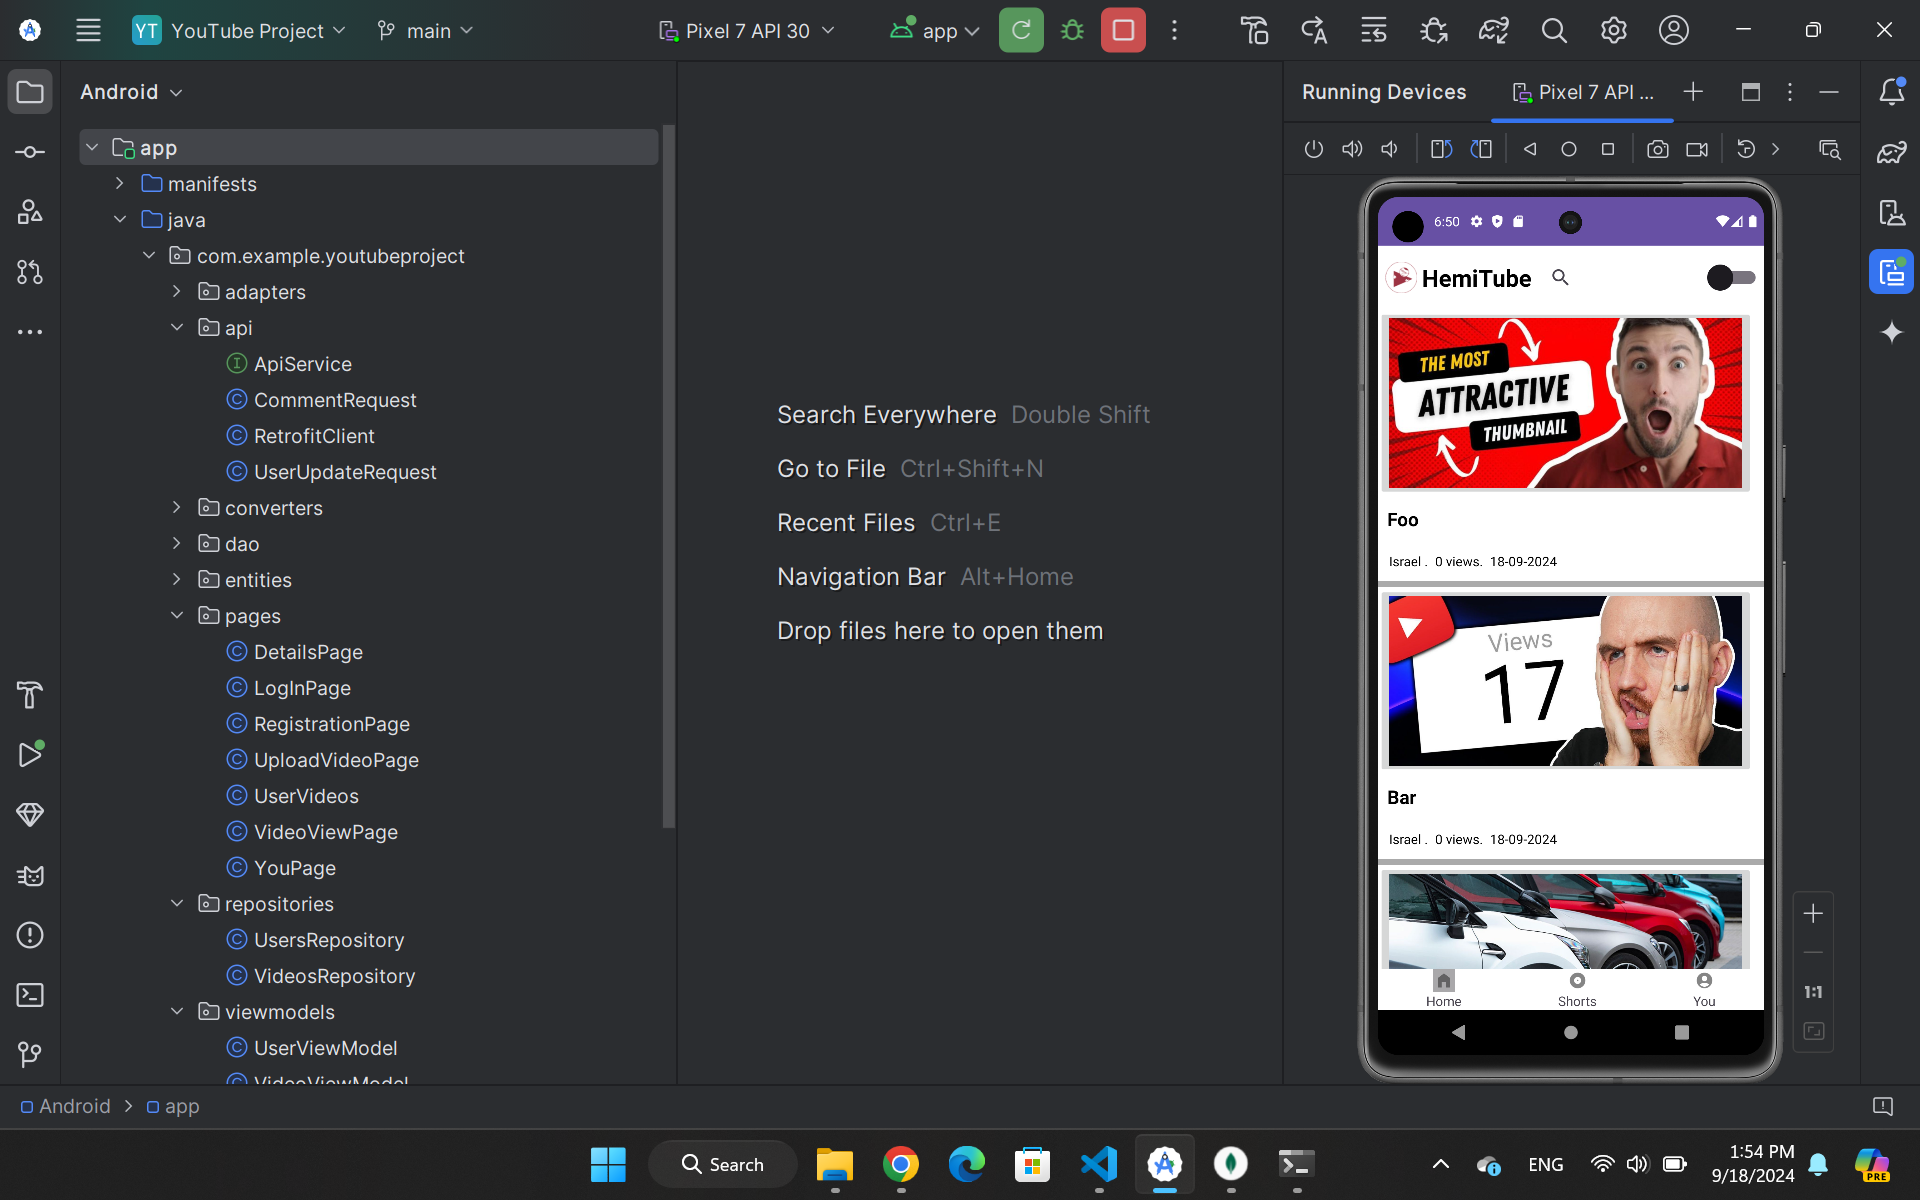 YT YouTube Project
main
Pixel 7 API 30
app
Android
app
manifests
java
com.example.youtubeproject
adapters
api
ApiService
CommentRequest
RetrofitClient
UserUpdateRequest
converters
dao
entities
pages
DetailsPage
LogInPage
RegistrationPage
UploadVideoPage
UserVideos
VideoViewPage
YouPage
repositories
UsersRepository
VideosRepository
viewmodels
UserViewModel
VideoViewModel
Search Everywhere Double Shift
Go to File Ctrl+Shift+N
Recent Files Ctrl+E
Navigation Bar Alt+Home
Drop files here to open them
Running Devices
Pixel 7 API ...
6:50
HemiTube
THE MOST
ATTRACTIVE
THUMBNAIL
Foo
Israel . 0 views. 18-09-2024
Views
17
Bar
Israel . 0 views. 18-09-2024
Home
Shorts
You
1:1
Android > app
Search
ENG
1:54 PM
9/18/2024
PRE